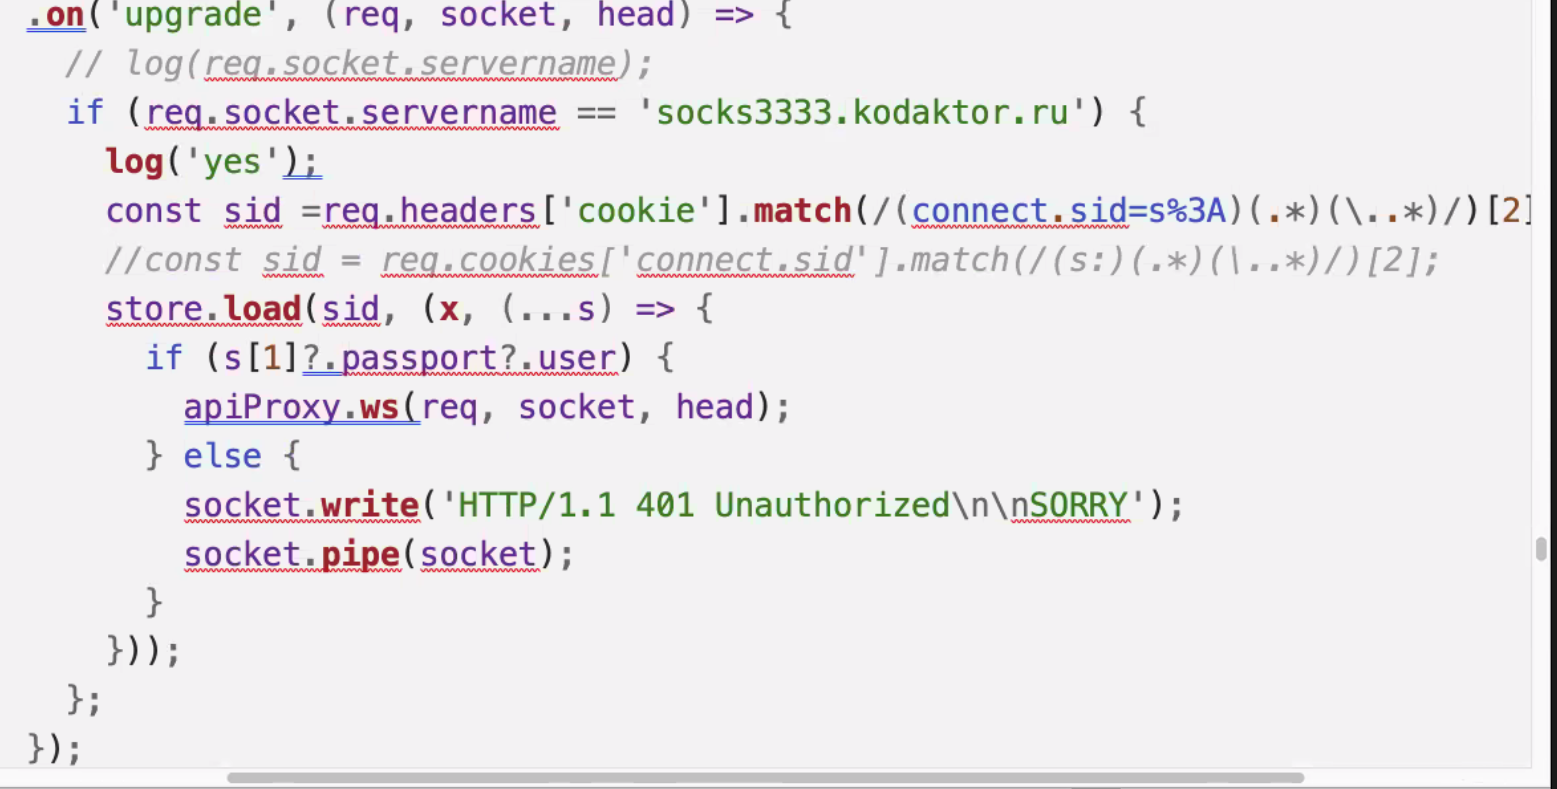 .on('upgrade', (req, socket, head) => {
// log(req.socket.servername);
if (req.socket.servername == 'socks3333.kodaktor.ru') {
log('yes');
const sid =req.headers['cookie'].match(/(connect.sid=s%3A)(.*)(\..*)/)[2]
//const sid = req.cookies['connect.sid'].match(/(s:)(.*)(\..*)/)[2];
store.load(sid, (x, (...s) => {
if (s[1]?.passport?.user) {
apiProxy.ws(req, socket, head);
} else {
socket.write('HTTP/1.1 401 Unauthorized\n\nSORRY');
socket.pipe(socket);
}
}));
};
});